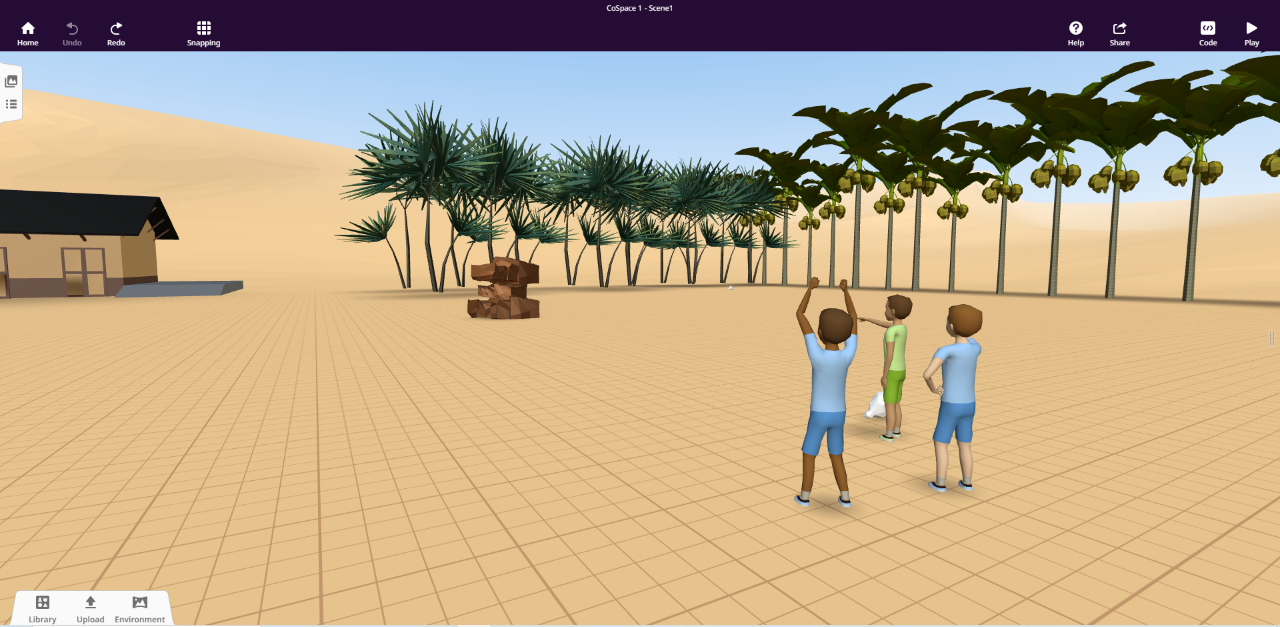 CoSpace 1 - Scene1
Home
Undo
Redo
Snapping
Help
Share
Code
Play
Library
Upload
Environment